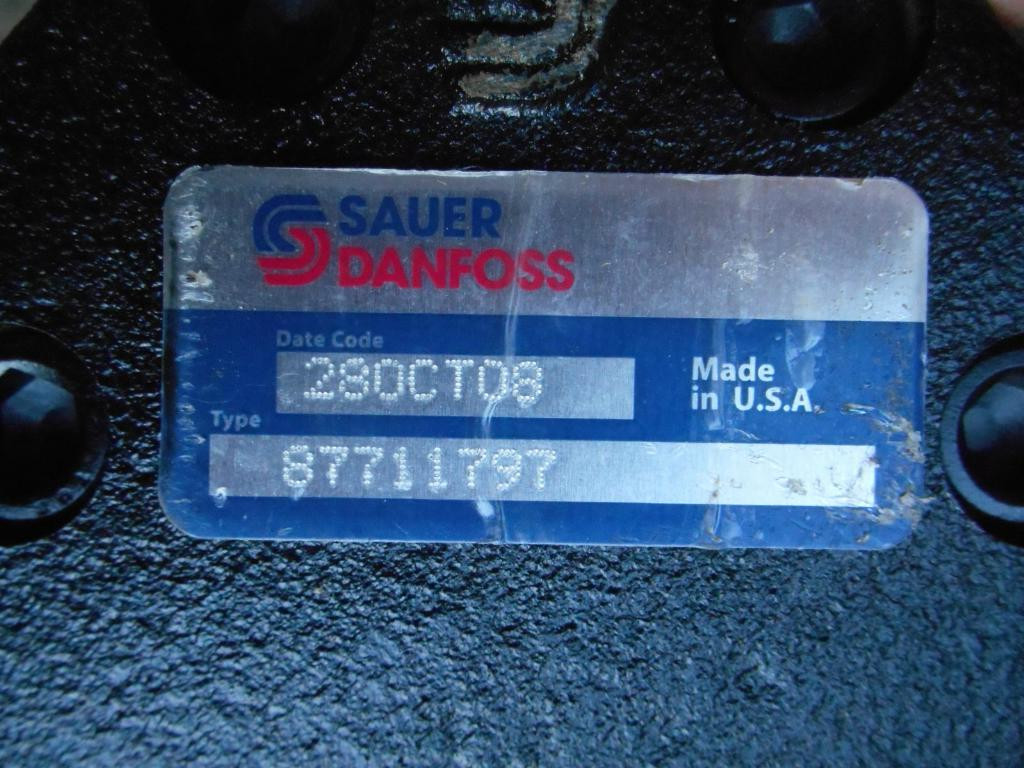 SAUER
DANFOSS
Date Code
28OCT08
Made
in U.S.A.
Type
87711797